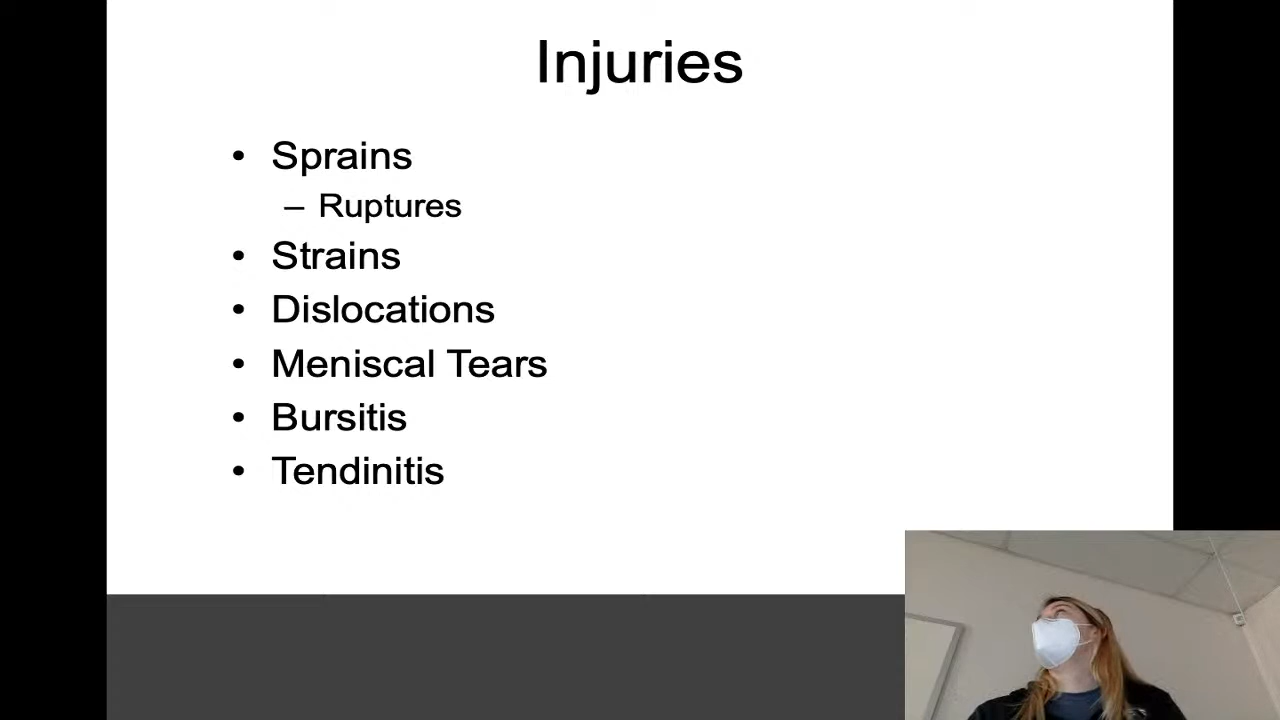 Injuries
• Sprains
– Ruptures
• Strains
• Dislocations
• Meniscal Tears
• Bursitis
• Tendinitis